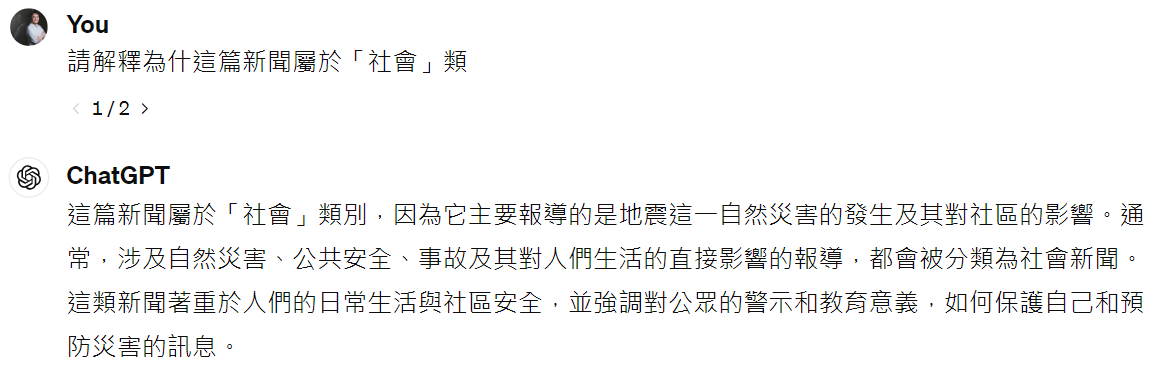 You
請解釋為什這篇新聞屬於「社會」類
< 1/2 >
ChatGPT
這篇新聞屬於「社會」類別，因為它主要報導的是地震這一自然災害的發生及其對社區的影響。通
常，涉及自然災害、公共安全、事故及其對人們生活的直接影響的報導，都會被分類為社會新聞。
這類新聞著重於人們的日常生活與社區安全，並強調對公眾的警示和教育意義，如何保護自己和預
防災害的訊息。